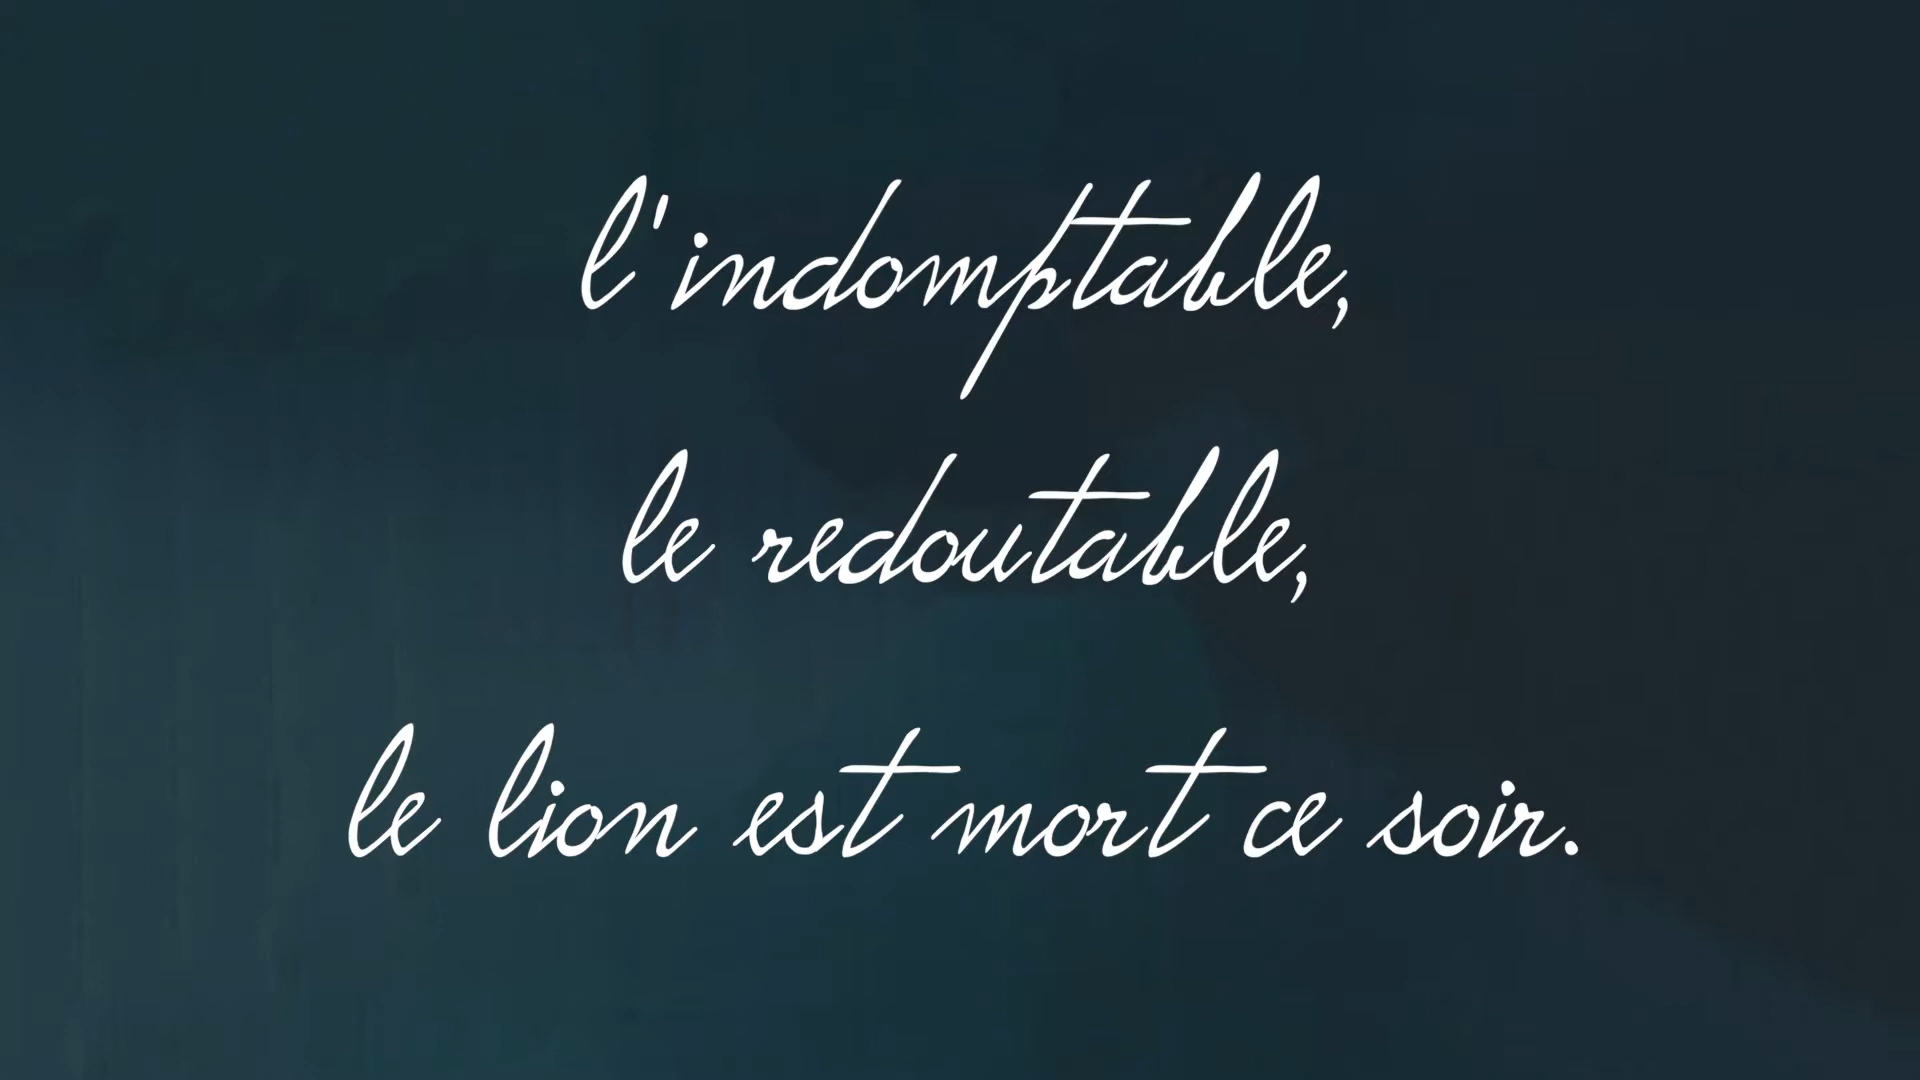 l'indomptable,
le redoutable,
le lion est mort ce soir.